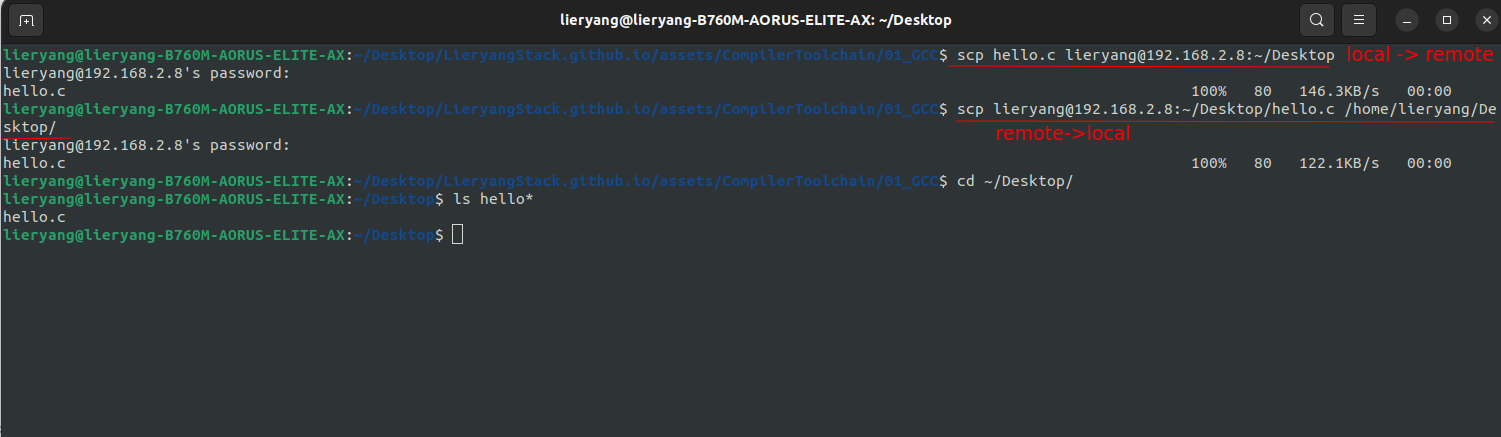 lieryang@lieryang-B760M-AORUS-ELITE-AX: ~/Desktop
lieryang@lieryang-B760M-AORUS-ELITE-AX:~/Desktop/LieryangStack.github.io/assets/CompilerToolchain/01_GCC$ scp hello.c lieryang@192.168.2.8:~/Desktop local -> remote
lieryang@192.168.2.8's password:
hello.c 100% 80 146.3KB/s 00:00
lieryang@lieryang-B760M-AORUS-ELITE-AX:~/Desktop/LieryangStack.github.io/assets/CompilerToolchain/01_GCC$ scp lieryang@192.168.2.8:~/Desktop/hello.c /home/lieryang/De
sktop/
remote->local
lieryang@192.168.2.8's password:
hello.c 100% 80 122.1KB/s 00:00
lieryang@lieryang-B760M-AORUS-ELITE-AX:~/Desktop/LieryangStack.github.io/assets/CompilerToolchain/01_GCC$ cd ~/Desktop/
lieryang@lieryang-B760M-AORUS-ELITE-AX:~/Desktop$ ls hello*
hello.c
lieryang@lieryang-B760M-AORUS-ELITE-AX:~/Desktop$